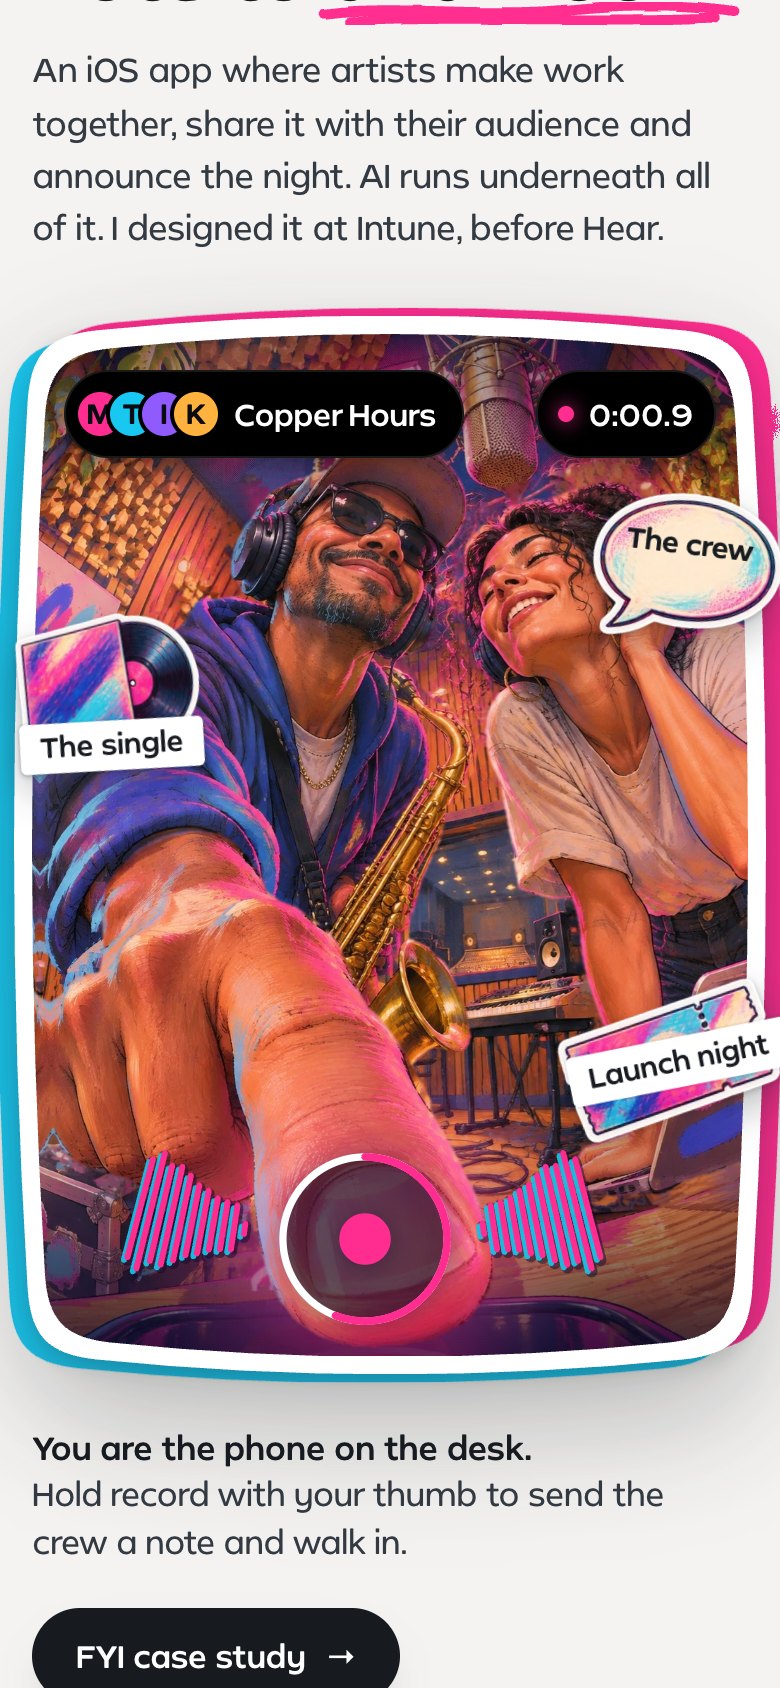 An iOS app where artists make work
together, share it with their audience and
announce the night. AI runs underneath all
of it. I designed it at Intune, before Hear.
M T I K Copper Hours 0:00.9
The crew
The single
Launch night
You are the phone on the desk.
Hold record with your thumb to send the
crew a note and walk in.
FYI case study →